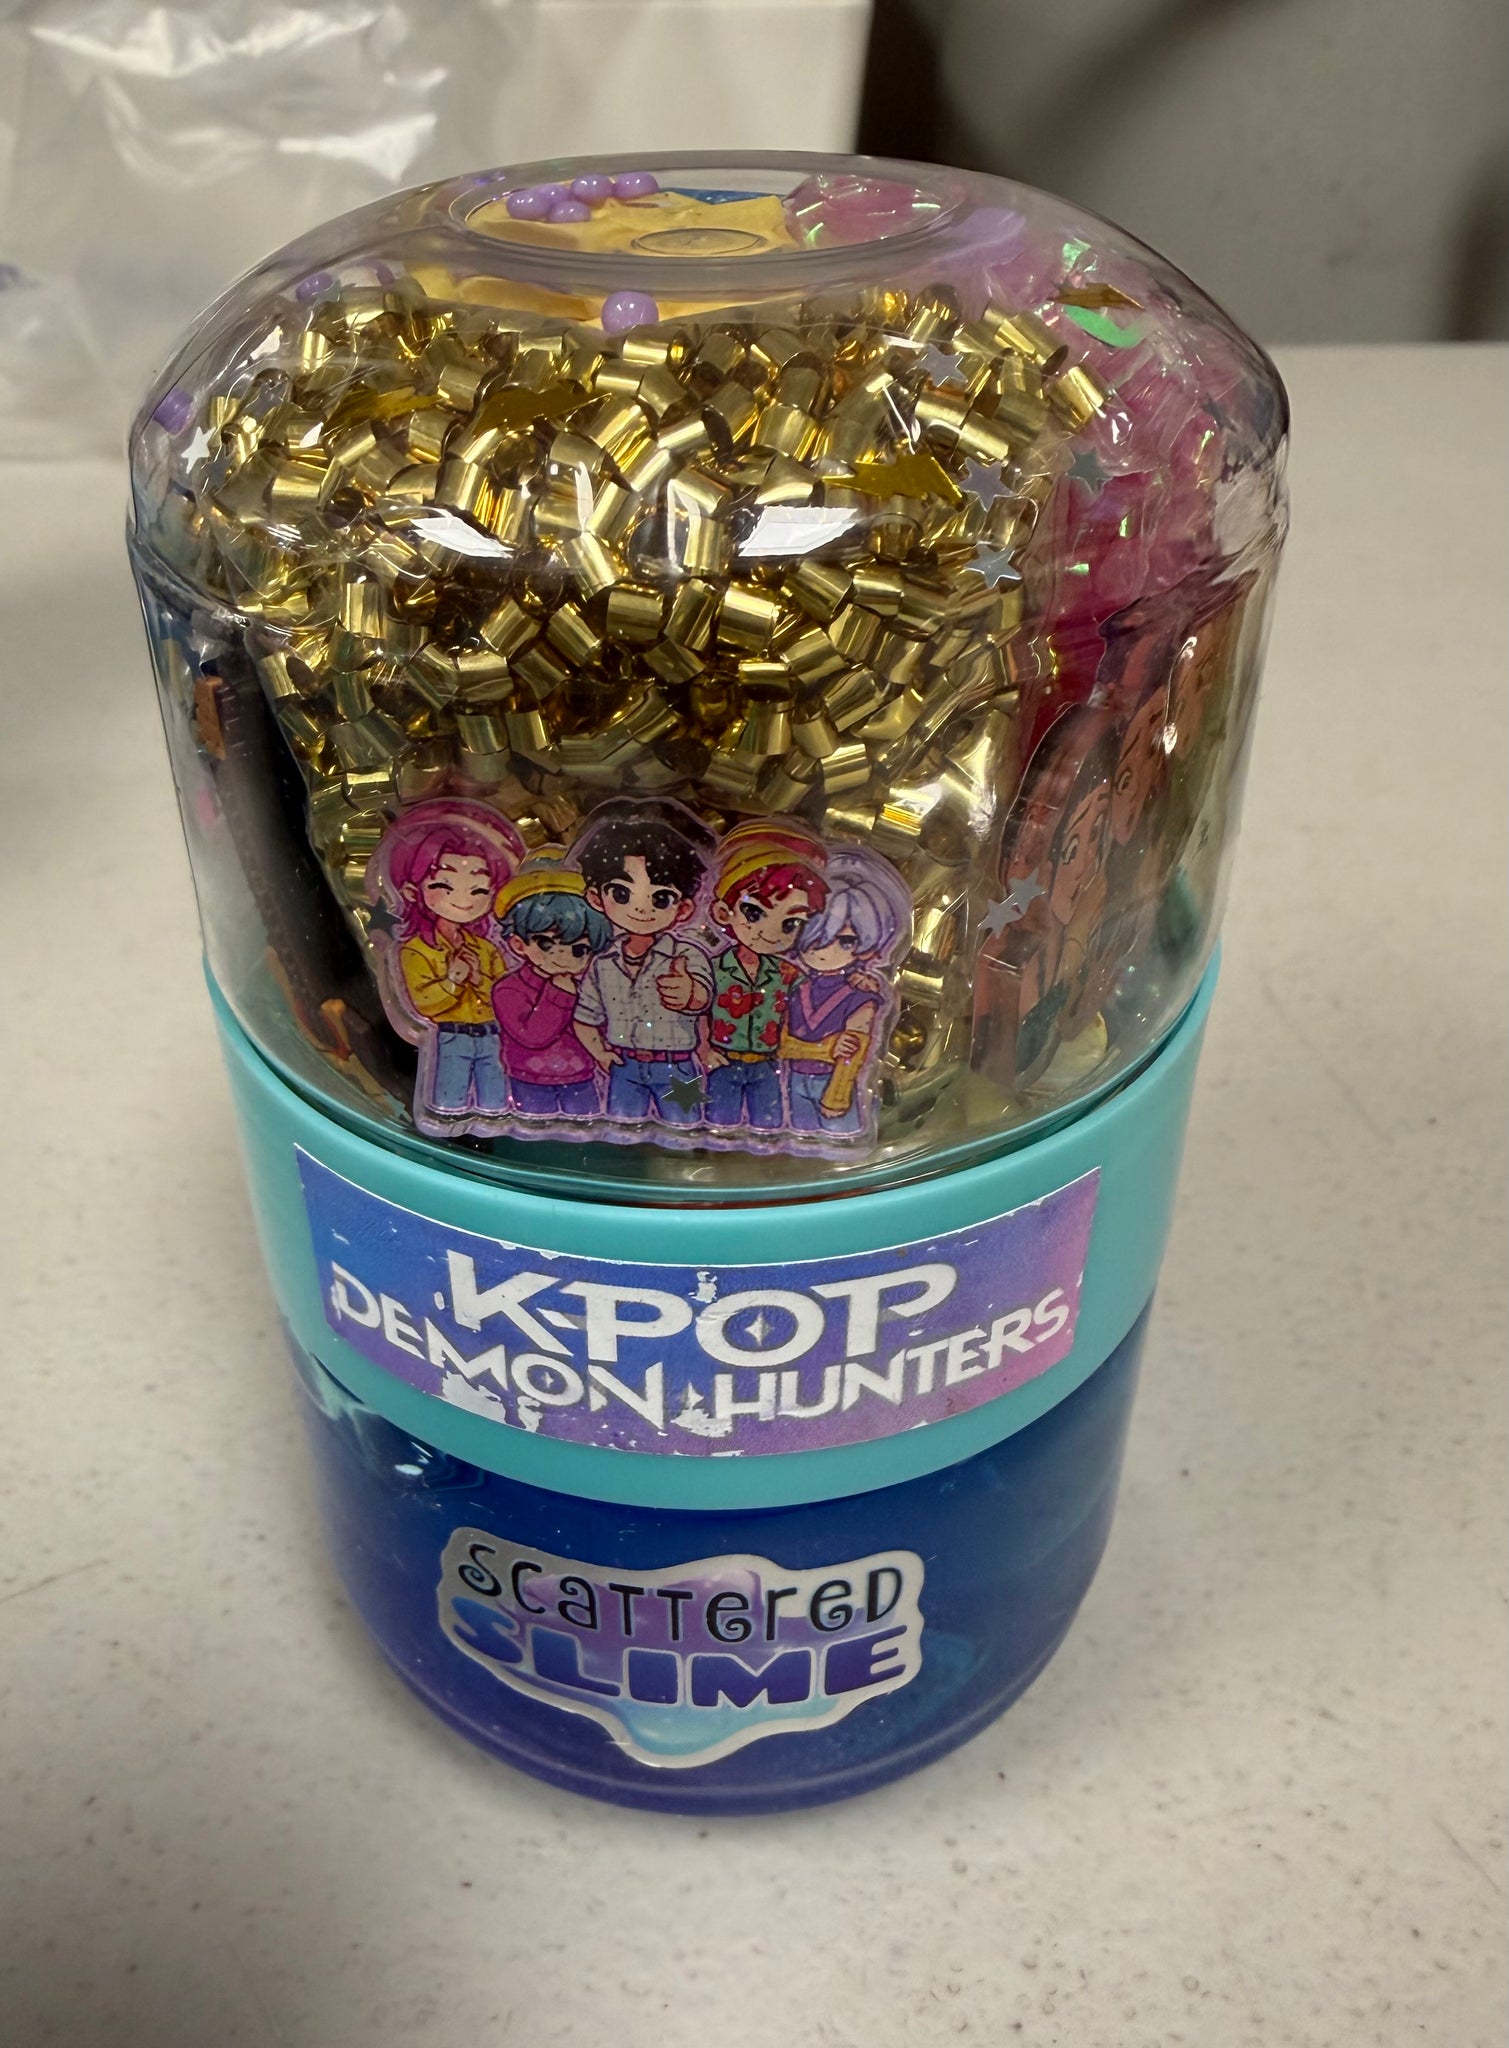 K-POP
DEMON HUNTERS
SCATTERED
SLIME